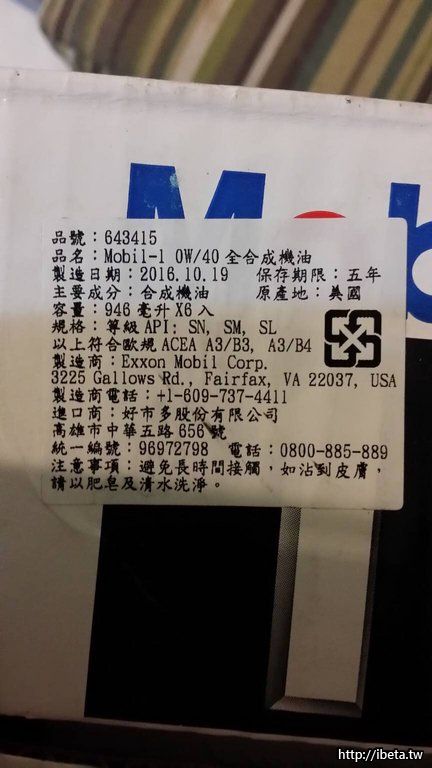 Mob
品號：643415
品名：Mobil-1 0W/40 全合成機油
製造日期：2016.10.19 保存期限：五年
主要成分：合成機油 原產地：美國
容量：946 毫升 X6 入
規格：等級 API: SN, SM, SL
以上符合歐規 ACEA A3/B3, A3/B4
製造商：Exxon Mobil Corp.
3225 Gallows Rd., Fairfax, VA 22037, USA
製造商電話：+1-609-737-4411
進口商：好市多股份有限公司
高雄市中華五路 656 號
統一編號：96972798 電話：0800-885-889
注意事項：避免長時間接觸，如沾到皮膚，
請以肥皂及清水洗淨。
http://ibeta.tw